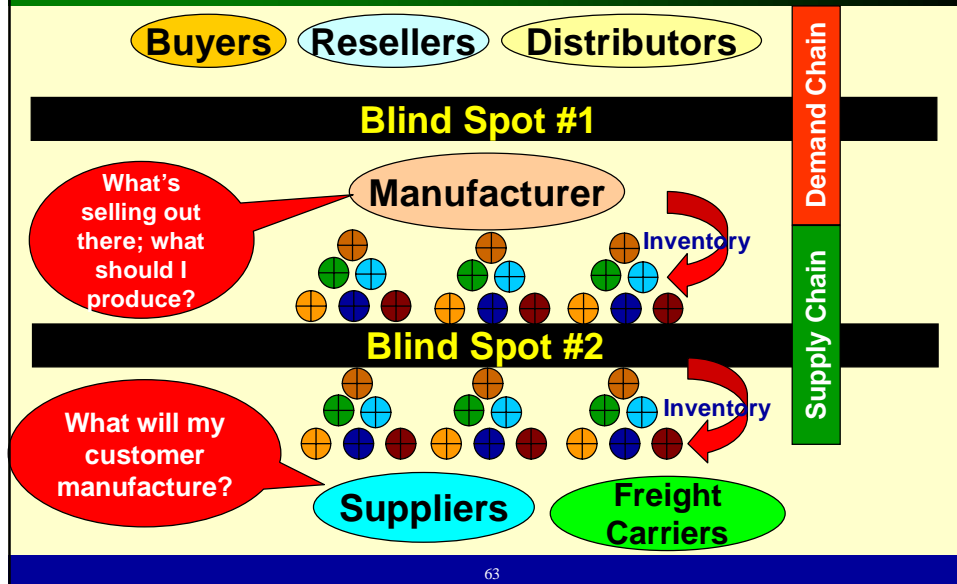 Buyers Resellers Distributors
Demand Chain
Blind Spot #1
What's
selling out
there; what
should I
produce?
Manufacturer
Inventory
Supply Chain
Blind Spot #2
What will my
customer
manufacture?
Inventory
Suppliers
Freight
Carriers
63